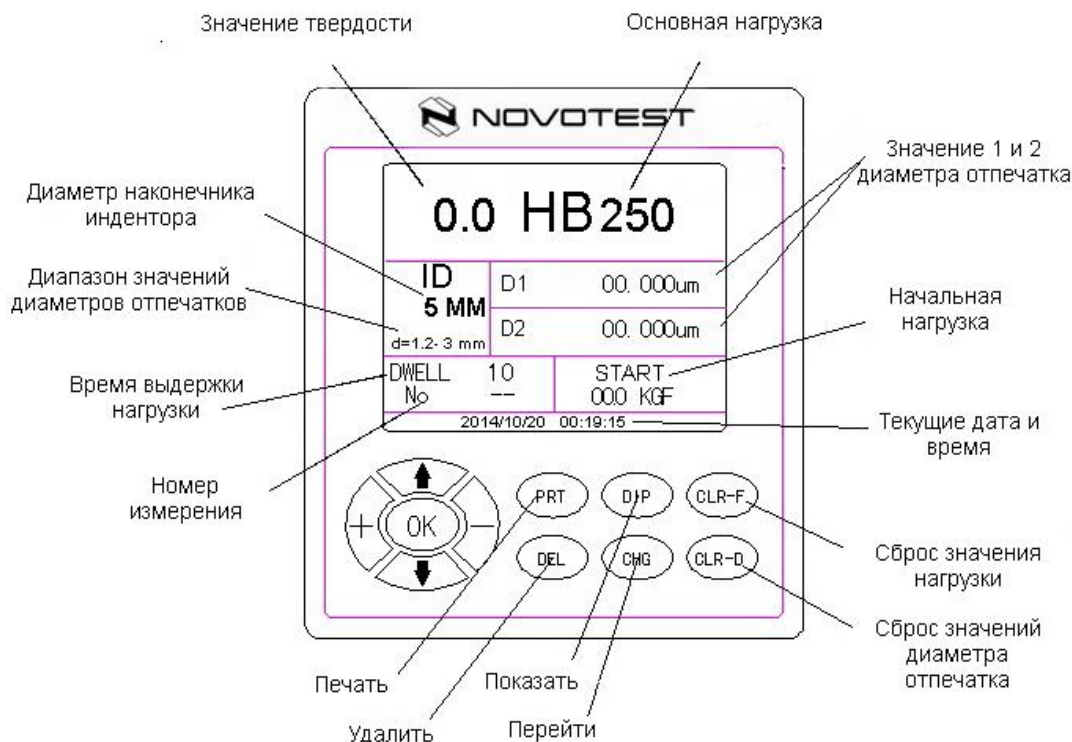 Значение твердости
Основная нагрузка
NOVOTEST
Значение 1 и 2
диаметра отпечатка
Диаметр наконечника
индентора
0.0 HB 250
Диапазон значений
диаметров отпечатков
ID
5 MM
d=1.2- 3 mm
D1 00. 000um
D2 00. 000um
Начальная
нагрузка
Время выдержки
нагрузки
DWELL 10
No --
START
000 KGF
2014/10/20 00:19:15
Текущие дата и
время
Номер
измерения
+
OK
-
PRT
DIP
CLR-F
DEL
CHG
CLR-D
Сброс значения
нагрузки
Сброс значений
диаметра
отпечатка
Печать
Показать
Удалить
Перейти